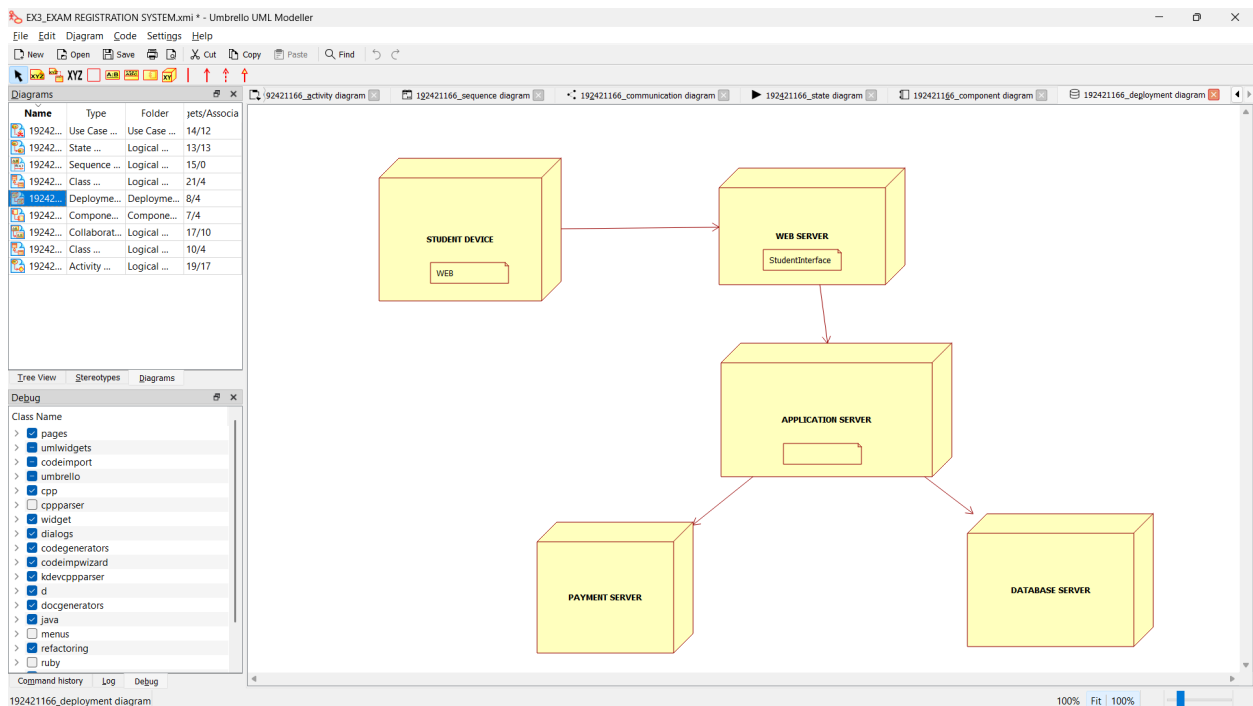 EX3_EXAM REGISTRATION SYSTEM.xmi * - Umbrello UML Modeller
File Edit Diagram Code Settings Help
New Open Save Cut Copy Paste Find
XYZ XYZ A:B ABC XY
Diagrams
192421166_activity diagram 192421166_sequence diagram 192421166_communication diagram 192421166_state diagram 192421166_component diagram 192421166_deployment diagram
Name Type Folder jets/Associa
19242... Use Case ... Use Case ... 14/12
19242... State ... Logical ... 13/13
19242... Sequence ... Logical ... 15/0
19242... Class ... Logical ... 21/4
19242... Deployme... Deployme... 8/4
19242... Compone... Compone... 7/4
19242... Collaborat... Logical ... 17/10
19242... Class ... Logical ... 10/4
19242... Activity ... Logical ... 19/17
Tree View Stereotypes Diagrams
Debug
Class Name
pages
umlwidgets
codeimport
umbrello
cpp
cppparser
widget
dialogs
codegenerators
codeimpwizard
kdevcppparser
d
docgenerators
java
menus
refactoring
ruby
Command history Log Debug
STUDENT DEVICE
WEB
WEB SERVER
StudentInterface
APPLICATION SERVER
PAYMENT SERVER
DATABASE SERVER
192421166_deployment diagram
100% Fit 100%